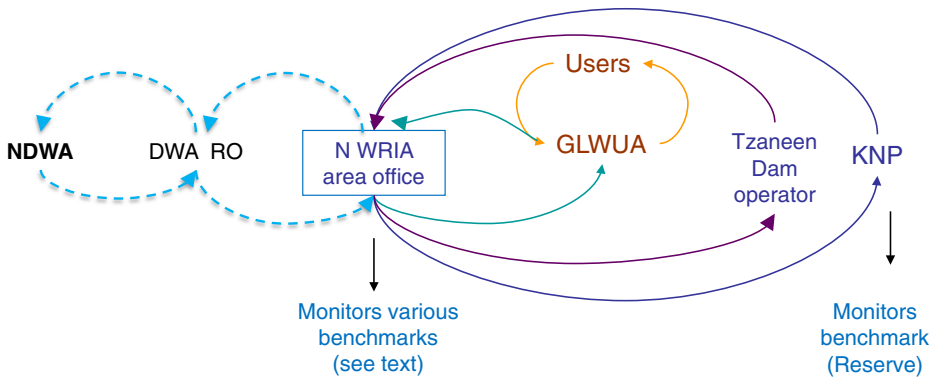 Users
NDWA
DWA RO
N WRIA
area office
GLWUA
Tzaneen
Dam
operator
KNP
Monitors various
benchmarks
(see text)
Monitors
benchmark
(Reserve)